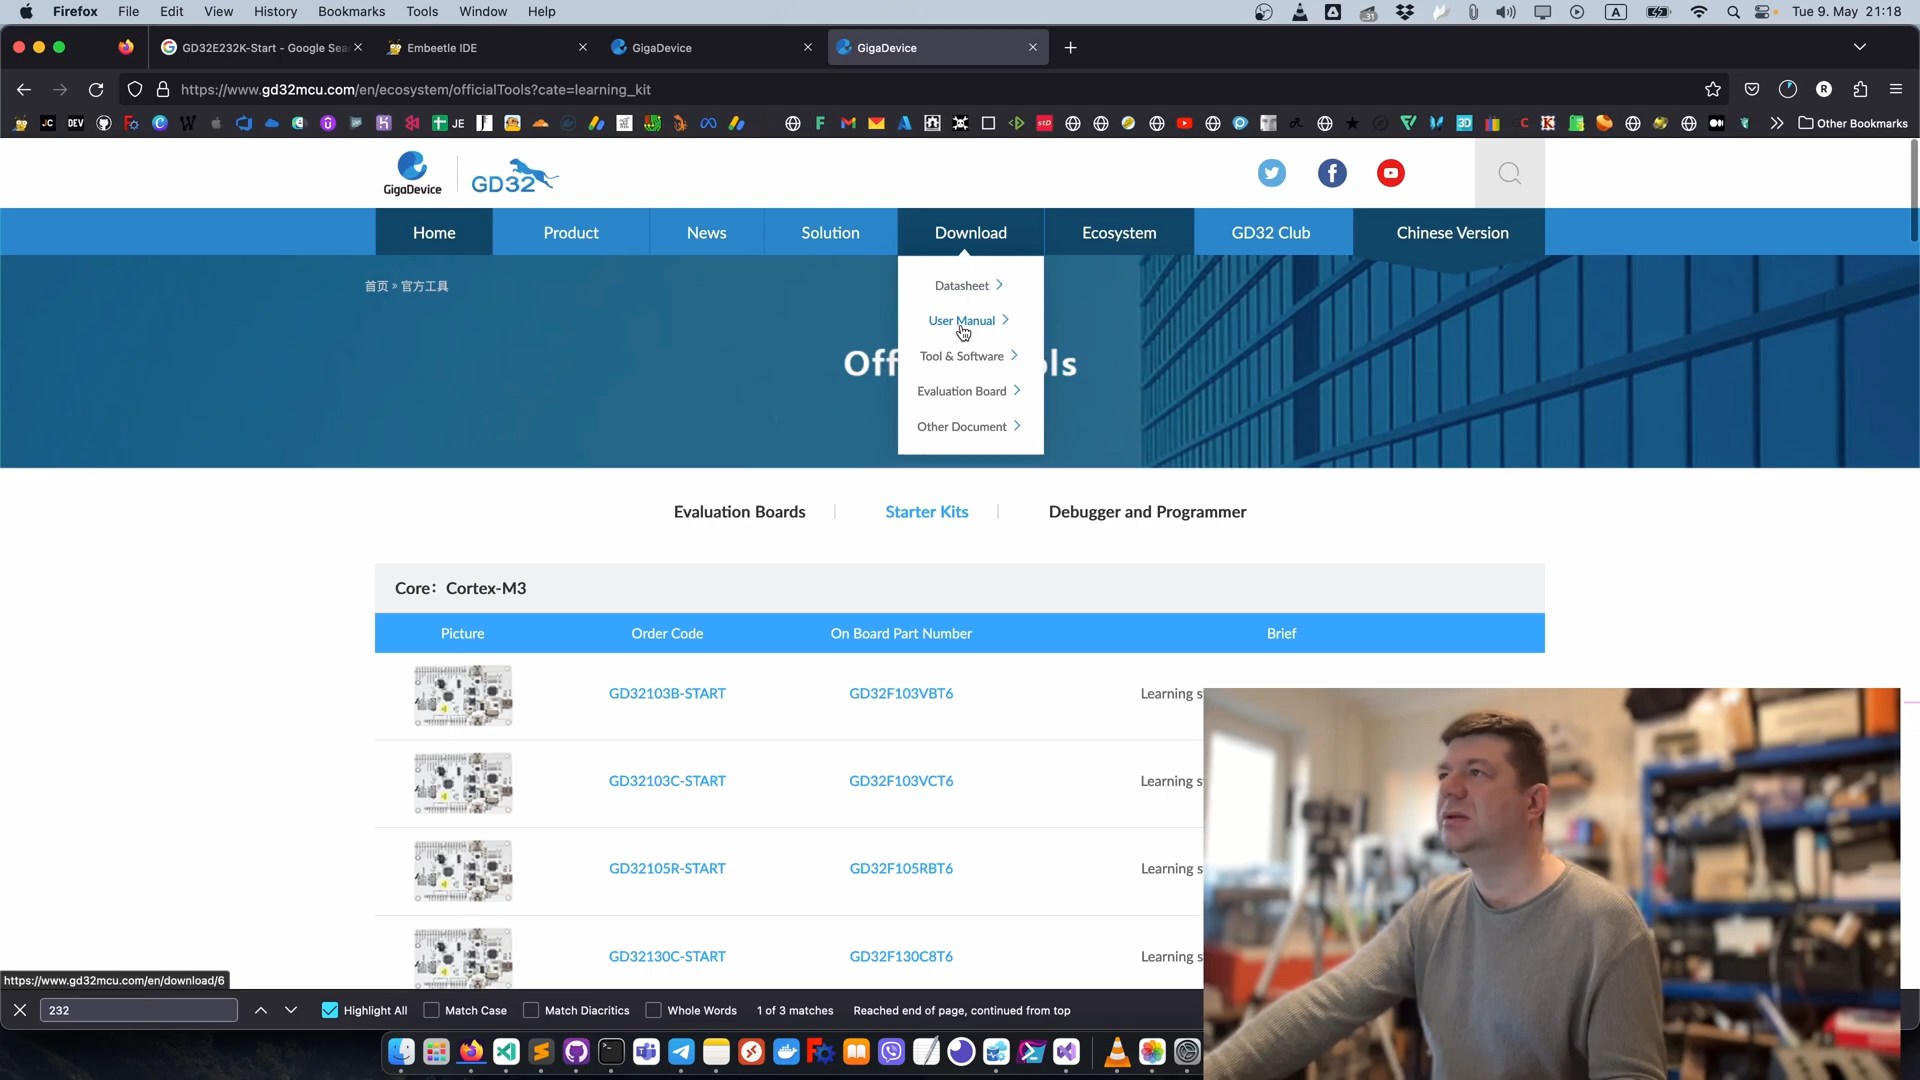 Firefox File Edit View History Bookmarks Tools Window Help
Tue 9. May 21:18
GD32E232K-Start - Google Sea
Embeetle IDE
GigaDevice
GigaDevice
https://www.gd32mcu.com/en/ecosystem/officialTools?cate=learning_kit
Other Bookmarks
GigaDevice
GD32
Home
Product
News
Solution
Download
Ecosystem
GD32 Club
Chinese Version
首页 » 官方工具
Datasheet
User Manual
Tool & Software
Evaluation Board
Other Document
Off
ls
Evaluation Boards
Starter Kits
Debugger and Programmer
Core：Cortex-M3
Picture
Order Code
On Board Part Number
Brief
GD32103B-START
GD32F103VBT6
Learning s
GD32103C-START
GD32F103VCT6
Learning s
GD32105R-START
GD32F105RBT6
Learning s
GD32130C-START
GD32F130C8T6
Learning s
https://www.gd32mcu.com/en/download/6
232
Highlight All
Match Case
Match Diacritics
Whole Words
1 of 3 matches
Reached end of page, continued from top